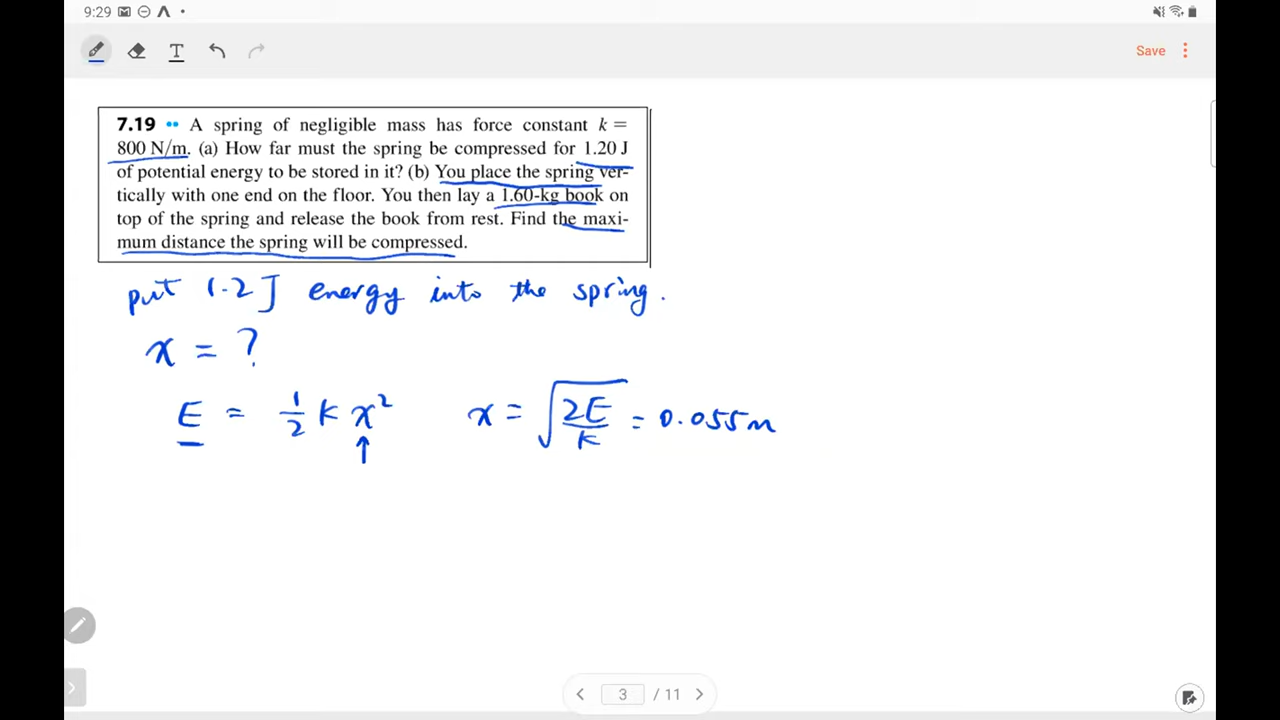 9:29
Save
7.19 •• A spring of negligible mass has force constant k =
800 N/m. (a) How far must the spring be compressed for 1.20 J
of potential energy to be stored in it? (b) You place the spring ver-
tically with one end on the floor. You then lay a 1.60-kg book on
top of the spring and release the book from rest. Find the maxi-
mum distance the spring will be compressed.
put 1.2 J energy into the spring.
x = ?
E = 1/2 k x² x = √(2E/k) = 0.055m
3 / 11